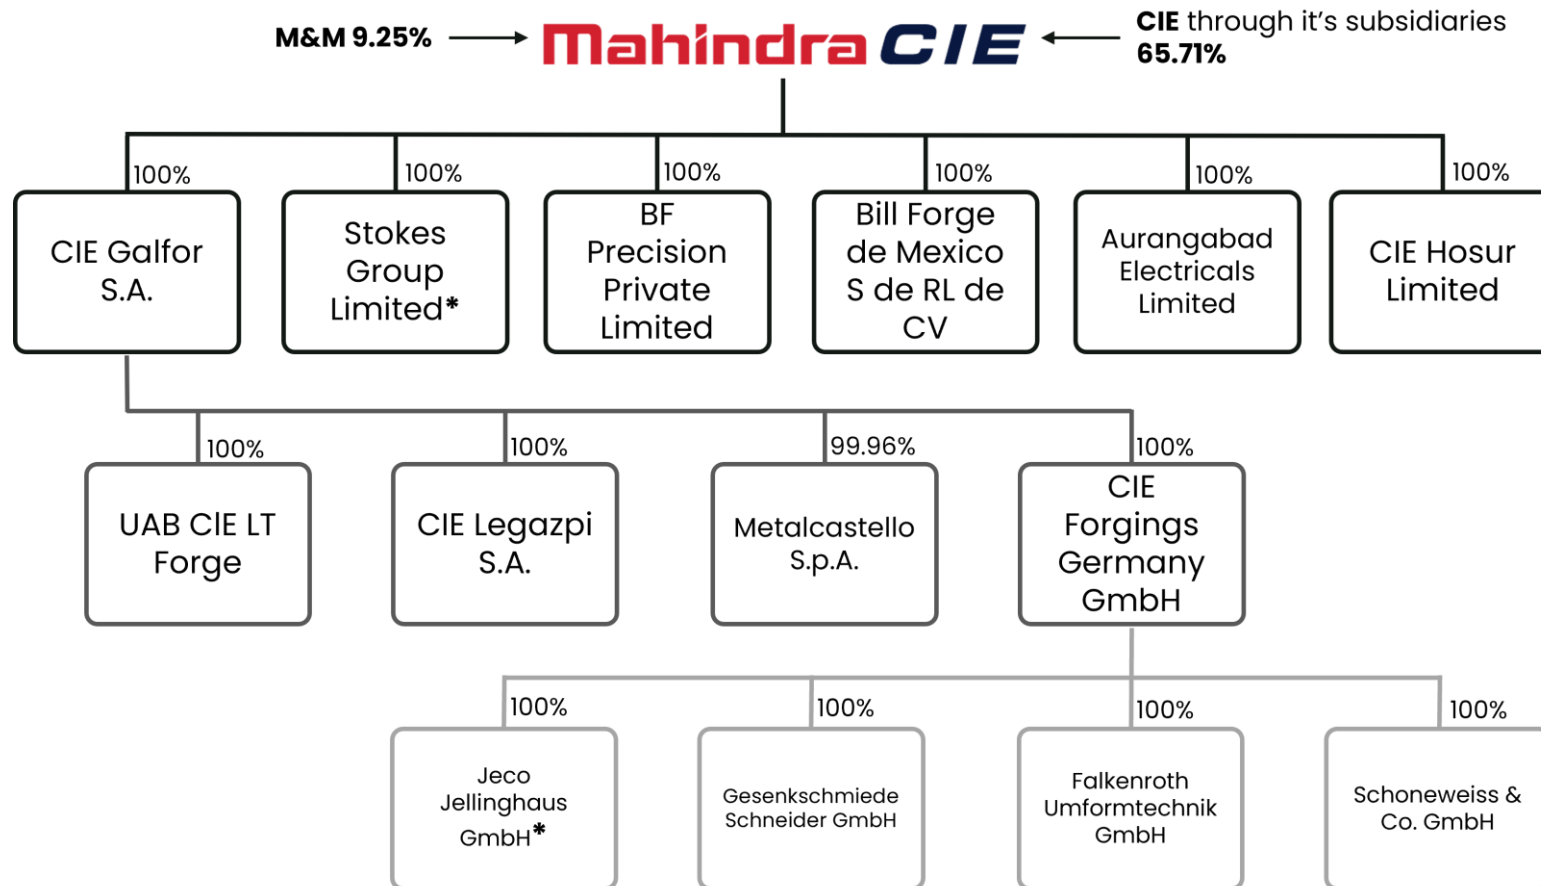 M&M 9.25%
Mahindra CIE
CIE through it's subsidiaries
65.71%
100%
100%
100%
100%
100%
100%
CIE Galfor
S.A.
Stokes
Group
Limited*
BF
Precision
Private
Limited
Bill Forge
de Mexico
S de RL de
CV
Aurangabad
Electricals
Limited
CIE Hosur
Limited
100%
100%
99.96%
100%
UAB CIE LT
Forge
CIE Legazpi
S.A.
Metalcastello
S.p.A.
CIE
Forgings
Germany
GmbH
100%
100%
100%
100%
Jeco
Jellinghaus
GmbH*
Gesenkschmiede
Schneider GmbH
Falkenroth
Umformtechnik
GmbH
Schoneweiss &
Co. GmbH